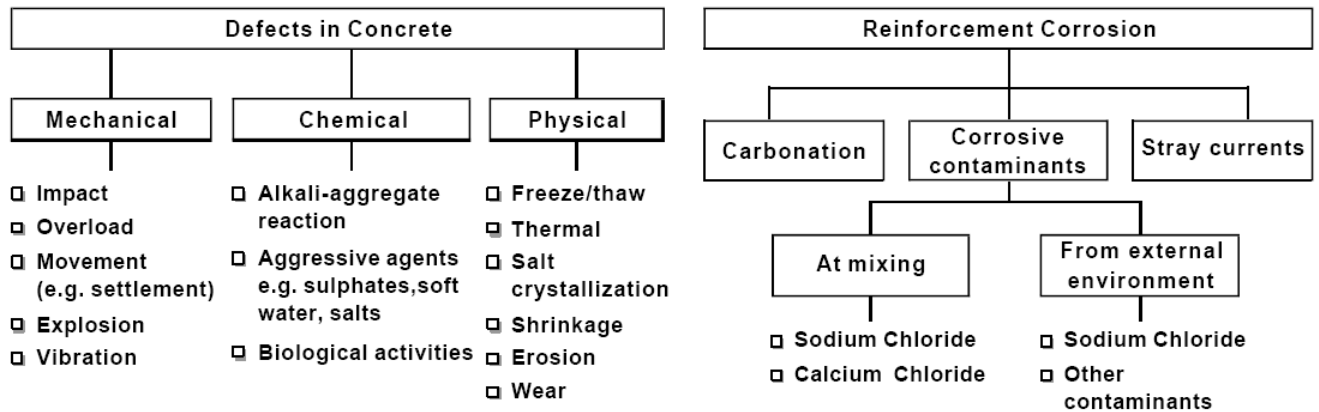 Defects in Concrete
Mechanical
Impact
Overload
Movement
(e.g. settlement)
Explosion
Vibration
Chemical
Alkali-aggregate
reaction
Aggressive agents
e.g. sulphates,soft
water, salts
Biological activities
Physical
Freeze/thaw
Thermal
Salt
crystallization
Shrinkage
Erosion
Wear
Reinforcement Corrosion
Carbonation
Corrosive
contaminants
Stray currents
At mixing
Sodium Chloride
Calcium Chloride
From external
environment
Sodium Chloride
Other
contaminants